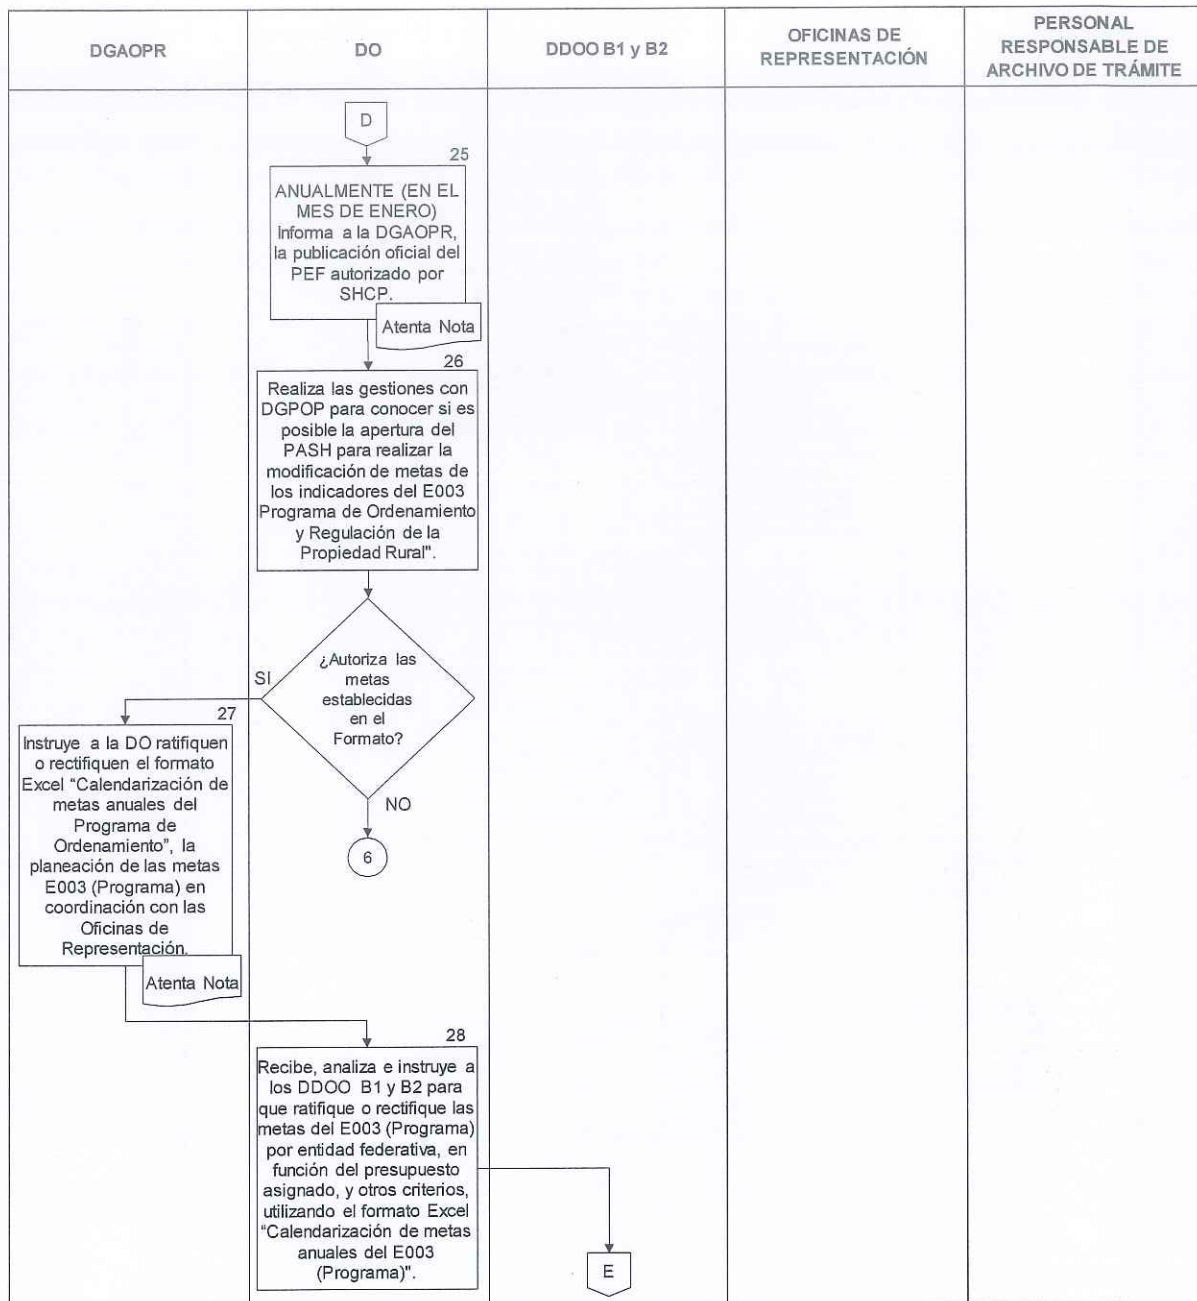 DGAOPR
DO
DDOO B1 y B2
OFICINAS DE
REPRESENTACIÓN
PERSONAL
RESPONSABLE DE
ARCHIVO DE TRÁMITE
D
25
ANUALMENTE (EN EL
MES DE ENERO)
Informa a la DGAOPR,
la publicación oficial del
PEF autorizado por
SHCP.
Atenta Nota
26
Realiza las gestiones con
DGPOP para conocer si es
posible la apertura del
PASH para realizar la
modificación de metas de
los indicadores del E003
Programa de Ordenamiento
y Regulación de la
Propiedad Rural".
¿Autoriza las
metas
establecidas
en el
Formato?
SI
NO
6
27
Instruye a la DO ratifiquen
o rectifiquen el formato
Excel “Calendarización de
metas anuales del
Programa de
Ordenamiento”, la
planeación de las metas
E003 (Programa) en
coordinación con las
Oficinas de
Representación.
Atenta Nota
28
Recibe, analiza e instruye a
los DDOO B1 y B2 para
que ratifique o rectifique las
metas del E003 (Programa)
por entidad federativa, en
función del presupuesto
asignado, y otros criterios,
utilizando el formato Excel
“Calendarización de metas
anuales del E003
(Programa)”.
E